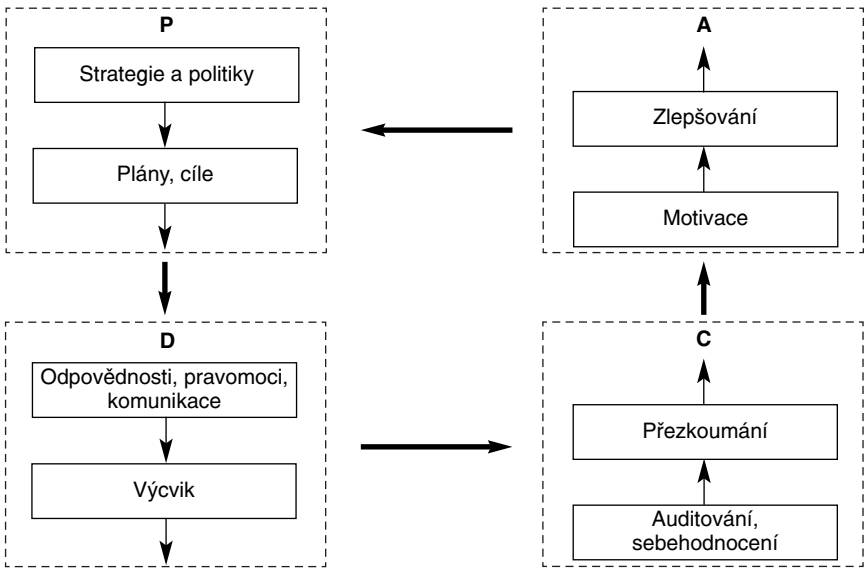 P
Strategie a politiky
Plány, cíle
A
Zlepšování
Motivace
D
Odpovědnosti, pravomoci,
komunikace
Výcvik
C
Přezkoumání
Auditování,
sebehodnocení